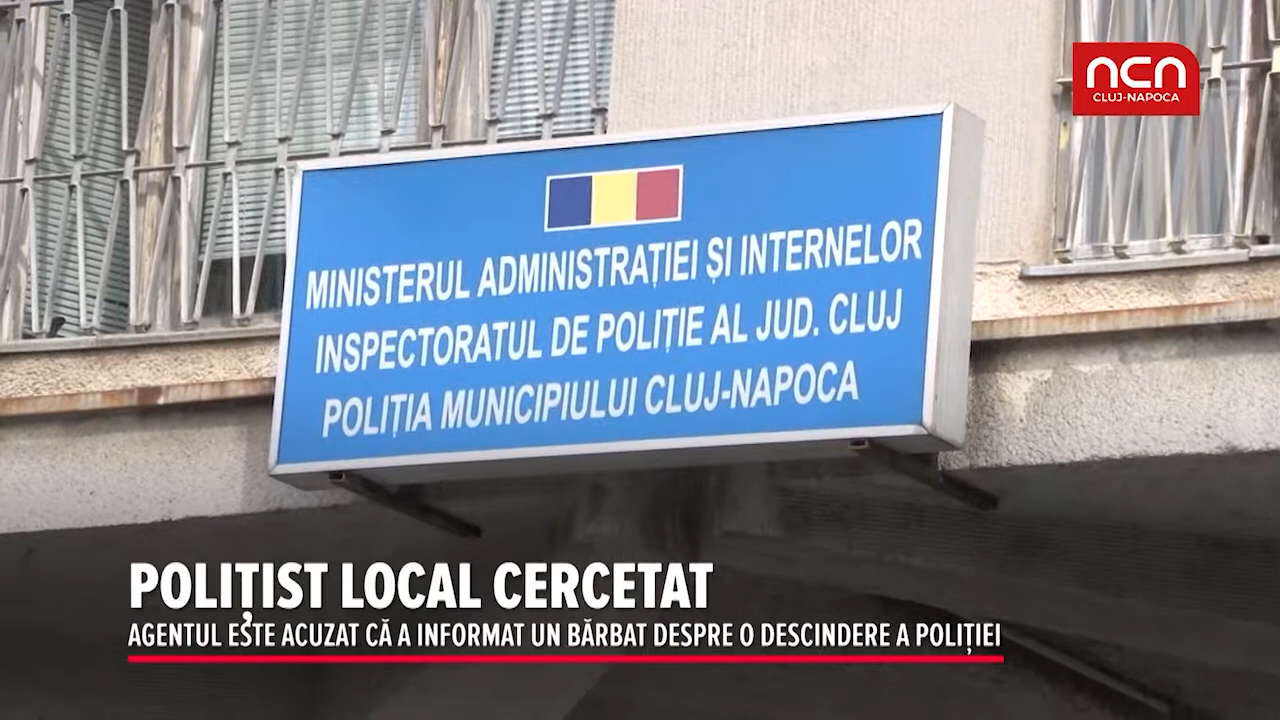 NCN
CLUJ-NAPOCA
MINISTERUL ADMINISTRAȚIEI ȘI INTERNELOR
INSPECTORATUL DE POLIȚIE AL JUD. CLUJ
POLIȚIA MUNICIPIULUI CLUJ-NAPOCA
POLIȚIST LOCAL CERCETAT
AGENTUL ESTE ACUZAT CĂ A INFORMAT UN BĂRBAT DESPRE O DESCINDERE A POLIȚIEI